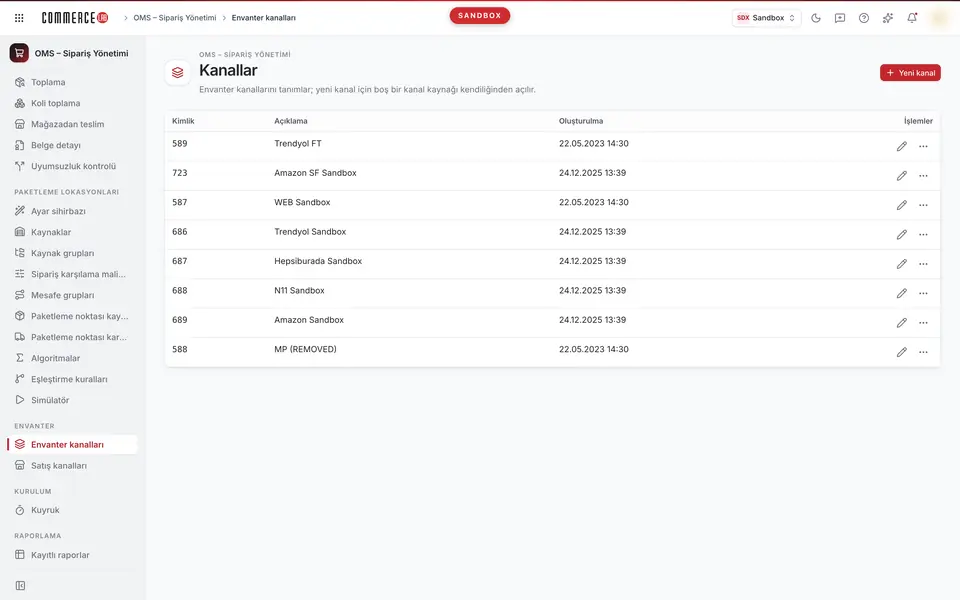 COMMERCE LAB
OMS – Sipariş Yönetimi
Envanter kanalları
SANDBOX
SDX Sandbox
OMS – Sipariş Yönetimi
Toplama
Koli toplama
Mağazadan teslim
Belge detayı
Uyumsuzluk kontrolü
PAKETLEME LOKASYONLARI
Ayar sihirbazı
Kaynaklar
Kaynak grupları
Sipariş karşılama mali...
Mesafe grupları
Paketleme noktası kay...
Paketleme noktası kar...
Algoritmalar
Eşleştirme kuralları
Simülatör
ENVANTER
Envanter kanalları
Satış kanalları
KURULUM
Kuyruk
RAPORLAMA
Kayıtlı raporlar
OMS – SİPARİŞ YÖNETİMİ
Kanallar
Envanter kanallarını tanımlar; yeni kanal için boş bir kanal kaynağı kendiliğinden açılır.
+ Yeni kanal
Kimlik Açıklama Oluşturulma İşlemler
589 Trendyol FT 22.05.2023 14:30
723 Amazon SF Sandbox 24.12.2025 13:39
587 WEB Sandbox 22.05.2023 14:30
686 Trendyol Sandbox 24.12.2025 13:39
687 Hepsiburada Sandbox 24.12.2025 13:39
688 N11 Sandbox 24.12.2025 13:39
689 Amazon Sandbox 24.12.2025 13:39
588 MP (REMOVED) 22.05.2023 14:30